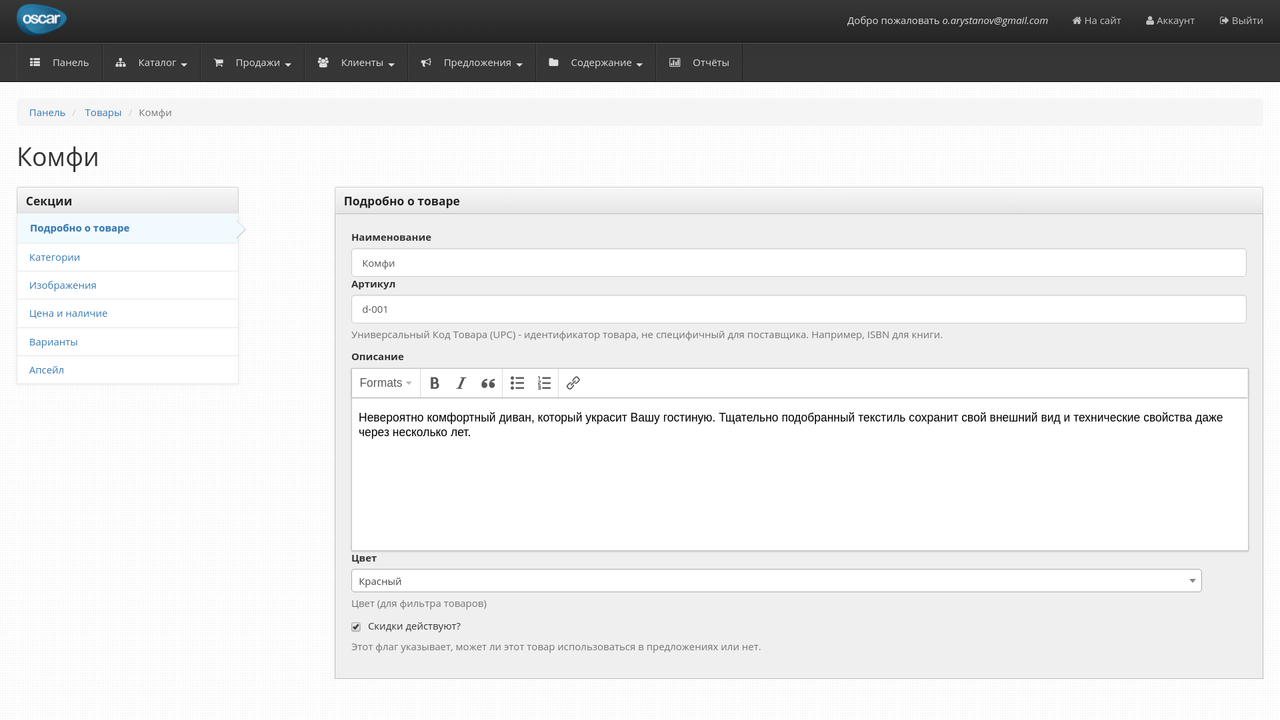 oscar
Добро пожаловать o.arystanov@gmail.com На сайт Аккаунт Выйти
Панель Каталог Продажи Клиенты Предложения Содержание Отчёты
Панель / Товары / Комфи
Комфи
Секции
Подробно о товаре
Категории
Изображения
Цена и наличие
Варианты
Апсейл
Подробно о товаре
Наименование
Комфи
Артикул
d-001
Универсальный Код Товара (UPC) - идентификатор товара, не специфичный для поставщика. Например, ISBN для книги.
Описание
Formats
Невероятно комфортный диван, который украсит Вашу гостиную. Тщательно подобранный текстиль сохранит свой внешний вид и технические свойства даже
через несколько лет.
Цвет
Красный
Цвет (для фильтра товаров)
Скидки действуют?
Этот флаг указывает, может ли этот товар использоваться в предложениях или нет.